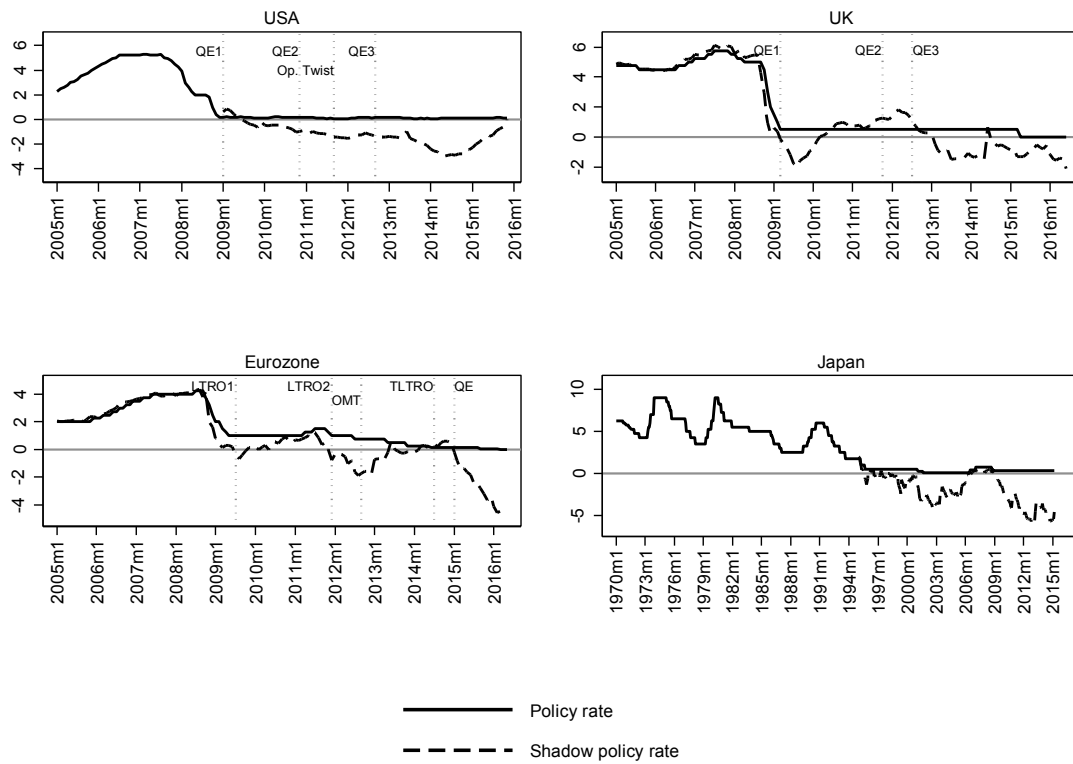 USA
QE1
QE2
QE3
Op. Twist
6
4
2
0
-2
-4
2005m1
2006m1
2007m1
2008m1
2009m1
2010m1
2011m1
2012m1
2013m1
2014m1
2015m1
2016m1
UK
QE1
QE2
QE3
6
4
2
0
-2
2005m1
2006m1
2007m1
2008m1
2009m1
2010m1
2011m1
2012m1
2013m1
2014m1
2015m1
2016m1
Eurozone
LTRO1
LTRO2
TLTRO
QE
OMT
4
2
0
-2
-4
2005m1
2006m1
2007m1
2008m1
2009m1
2010m1
2011m1
2012m1
2013m1
2014m1
2015m1
2016m1
Japan
10
5
0
-5
1970m1
1973m1
1976m1
1979m1
1982m1
1985m1
1988m1
1991m1
1994m1
1997m1
2000m1
2003m1
2006m1
2009m1
2012m1
2015m1
Policy rate
Shadow policy rate